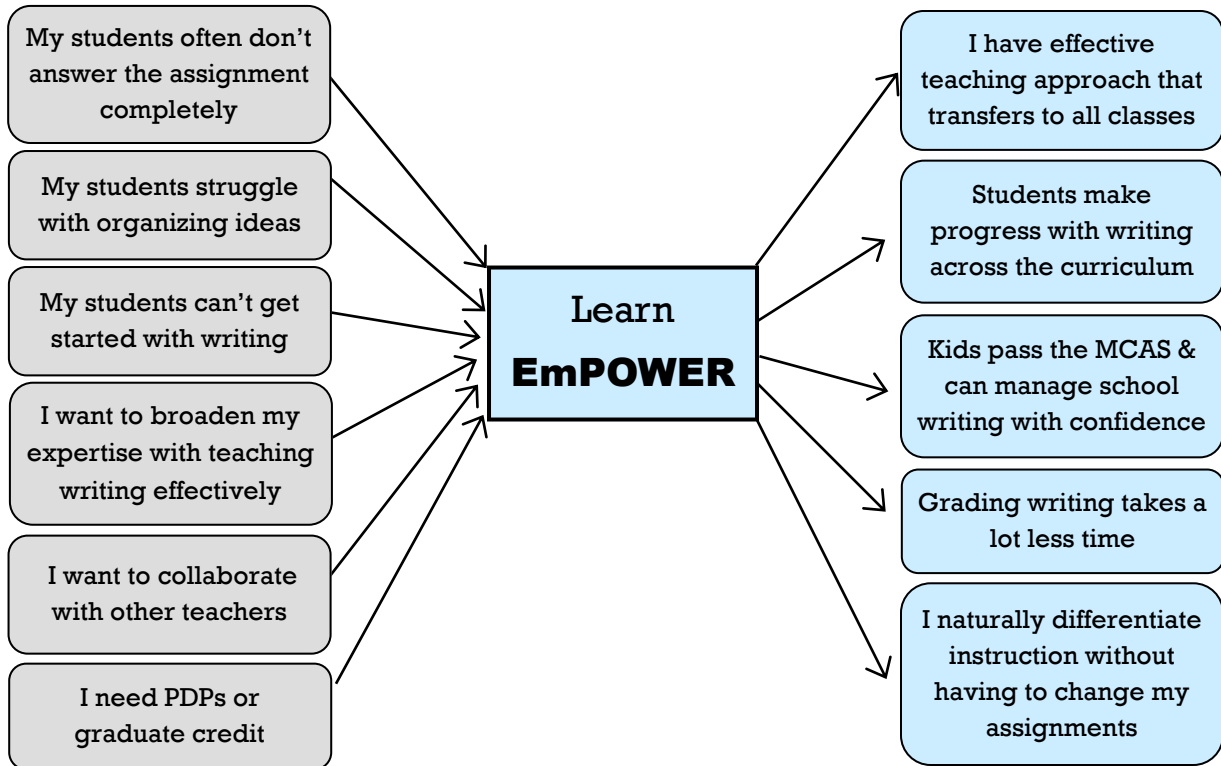 My students often don’t
answer the assignment
completely
My students struggle
with organizing ideas
My students can’t get
started with writing
I want to broaden my
expertise with teaching
writing effectively
I want to collaborate
with other teachers
I need PDPs or
graduate credit
Learn
EmPOWER
I have effective
teaching approach that
transfers to all classes
Students make
progress with writing
across the curriculum
Kids pass the MCAS &
can manage school
writing with confidence
Grading writing takes a
lot less time
I naturally differentiate
instruction without
having to change my
assignments